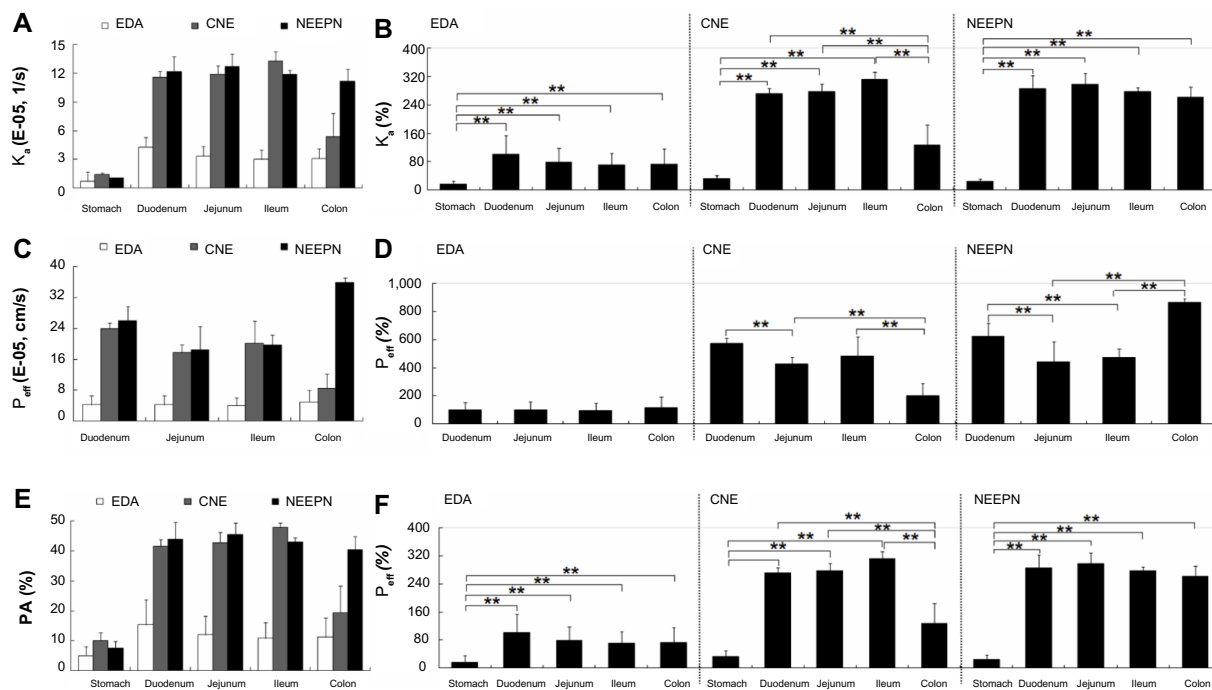 A
EDA CNE NEEPN
15
12
9
6
3
0
Kₐ (E-05, 1/s)
Stomach Duodenum Jejunum Ileum Colon
B
EDA CNE NEEPN
400
320
240
160
80
0
Kₐ (%)
** ** ** **
** ** ** ** ** **
** ** ** **
Stomach Duodenum Jejunum Ileum Colon Stomach Duodenum Jejunum Ileum Colon Stomach Duodenum Jejunum Ileum Colon
C
EDA CNE NEEPN
40
32
24
16
8
0
P_eff (E-05, cm/s)
Duodenum Jejunum Ileum Colon
D
EDA CNE NEEPN
1,000
800
600
400
200
0
P_eff (%)
** ** **
** ** ** **
Duodenum Jejunum Ileum Colon Duodenum Jejunum Ileum Colon Duodenum Jejunum Ileum Colon
E
EDA CNE NEEPN
50
40
30
20
10
0
PA (%)
Stomach Duodenum Jejunum Ileum Colon
F
EDA CNE NEEPN
400
320
240
160
80
0
P_eff (%)
** ** ** **
** ** ** ** ** **
** ** ** **
Stomach Duodenum Jejunum Ileum Colon Stomach Duodenum Jejunum Ileum Colon Stomach Duodenum Jejunum Ileum Colon